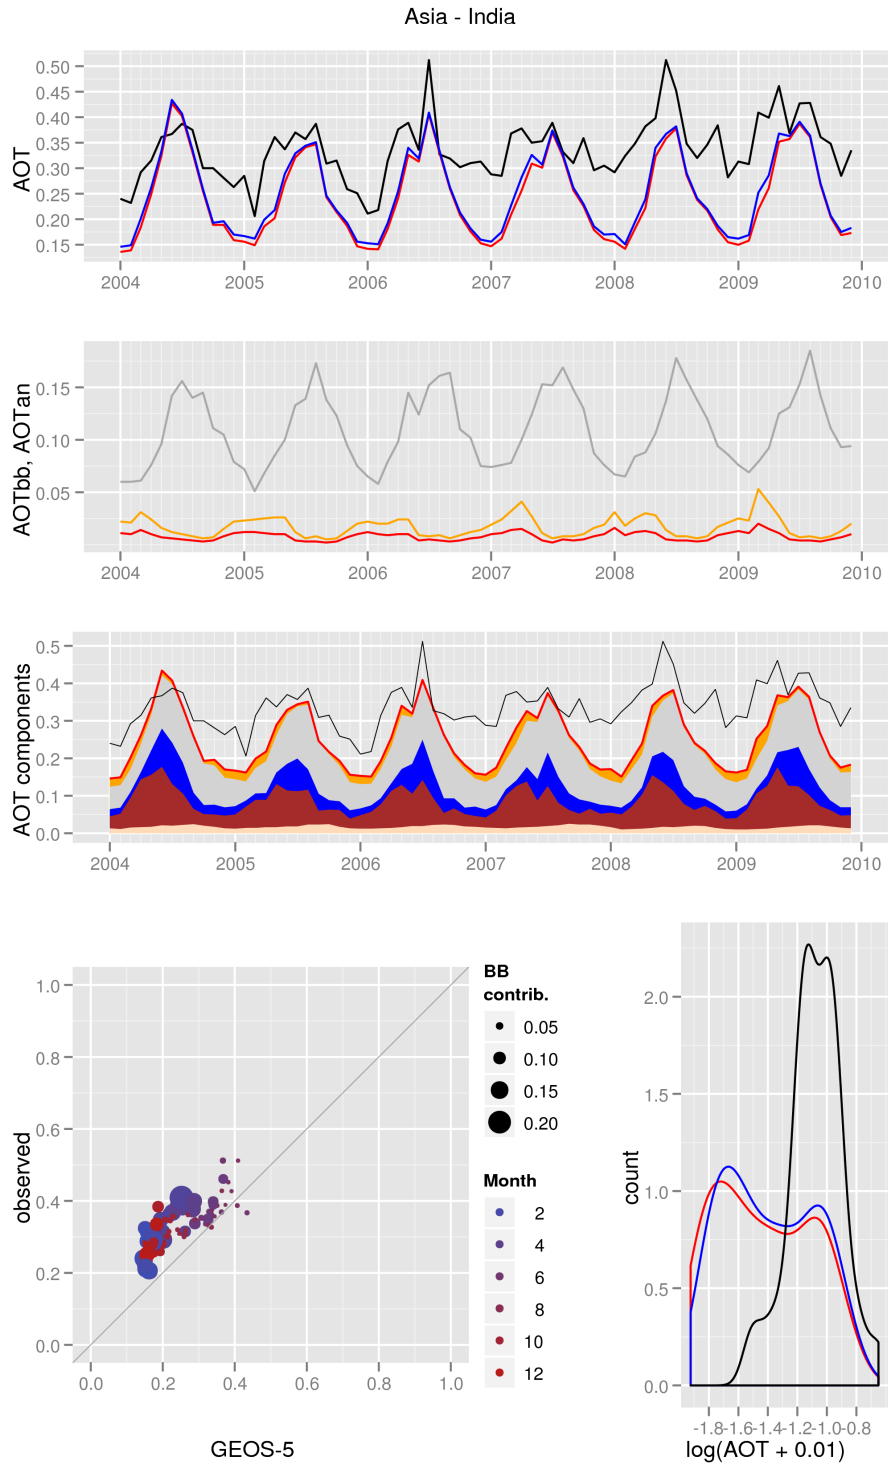 Asia - India
AOT
0.50
0.45
0.40
0.35
0.30
0.25
0.20
0.15
2004 2005 2006 2007 2008 2009 2010
AOTbb, AOTan
0.15
0.10
0.05
2004 2005 2006 2007 2008 2009 2010
AOT components
0.5
0.4
0.3
0.2
0.1
0.0
2004 2005 2006 2007 2008 2009 2010
observed
1.0
0.8
0.6
0.4
0.2
0.0
0.0 0.2 0.4 0.6 0.8 1.0
GEOS-5
BB
contrib.
0.05
0.10
0.15
0.20
Month
2
4
6
8
10
12
count
2.0
1.5
1.0
0.5
0.0
-1.8-1.6-1.4-1.2-1.0-0.8
log(AOT + 0.01)